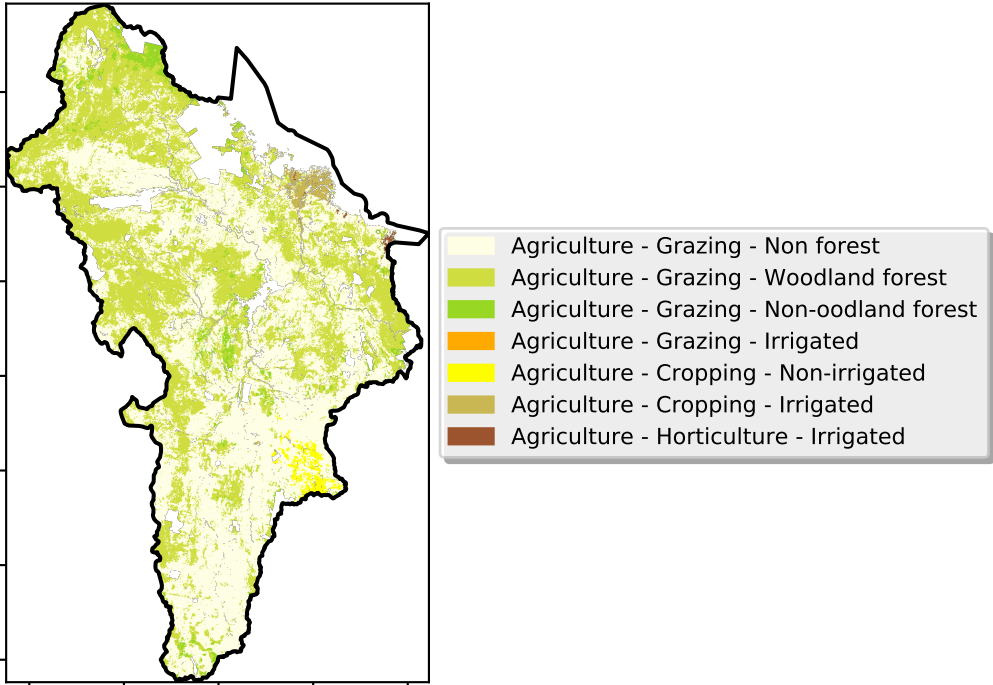 Agriculture - Grazing - Non forest
Agriculture - Grazing - Woodland forest
Agriculture - Grazing - Non-oodland forest
Agriculture - Grazing - Irrigated
Agriculture - Cropping - Non-irrigated
Agriculture - Cropping - Irrigated
Agriculture - Horticulture - Irrigated